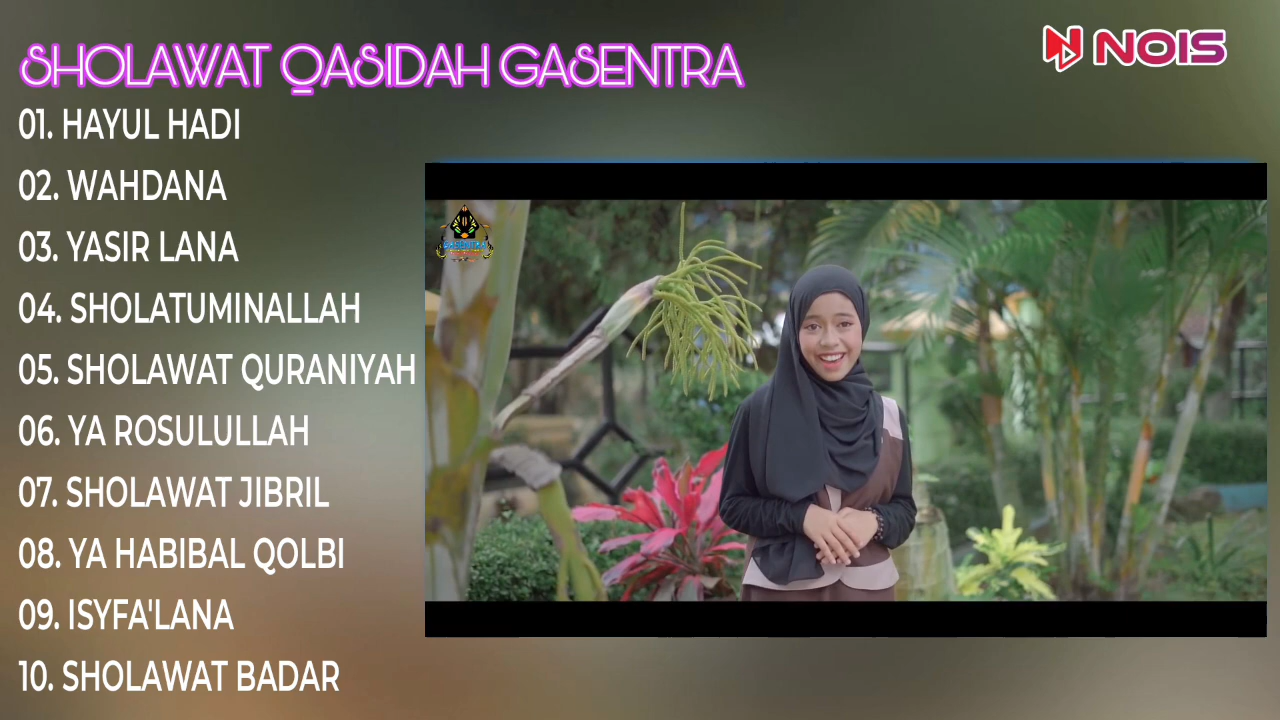 SHOLAWAT QASIDAH GASENTRA
NOIS
01. HAYUL HADI
02. WAHDANA
03. YASIR LANA
04. SHOLATUMINALLAH
05. SHOLAWAT QURANIYAH
06. YA ROSULULLAH
07. SHOLAWAT JIBRIL
08. YA HABIBAL QOLBI
09. ISYFA'LANA
10. SHOLAWAT BADAR
GASENTRA